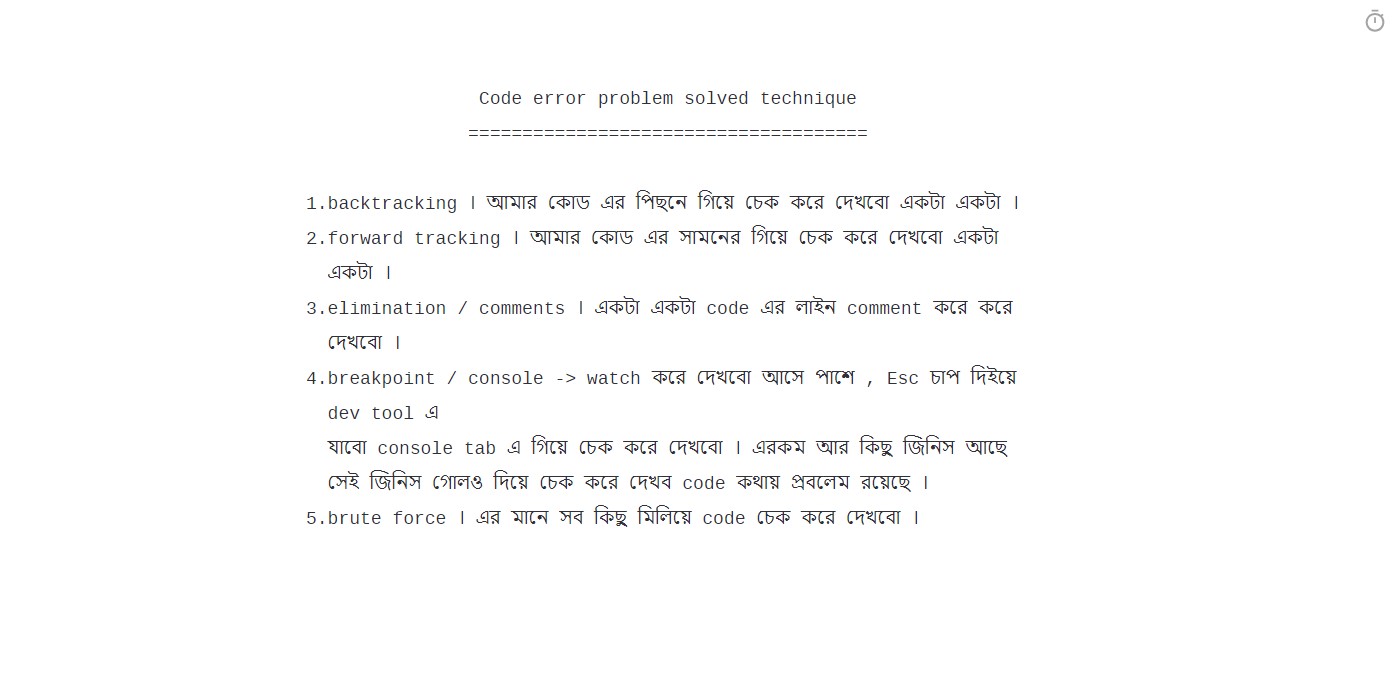 Code error problem solved technique
=====================================
1.backtracking । আমার কোড এর পিছনে গিয়ে চেক করে দেখবো একটা একটা ।
2.forward tracking । আমার কোড এর সামনের গিয়ে চেক করে দেখবো একটা
একটা ।
3.elimination / comments । একটা একটা code এর লাইন comment করে করে
দেখবো ।
4.breakpoint / console -> watch করে দেখবো আসে পাশে , Esc চাপ দিইয়ে
dev tool এ
যাবো console tab এ গিয়ে চেক করে দেখবো । এরকম আর কিছু জিনিস আছে
সেই জিনিস গোলও দিয়ে চেক করে দেখব code কথায় প্রবলেম রয়েছে ।
5.brute force । এর মানে সব কিছু মিলিয়ে code চেক করে দেখবো ।